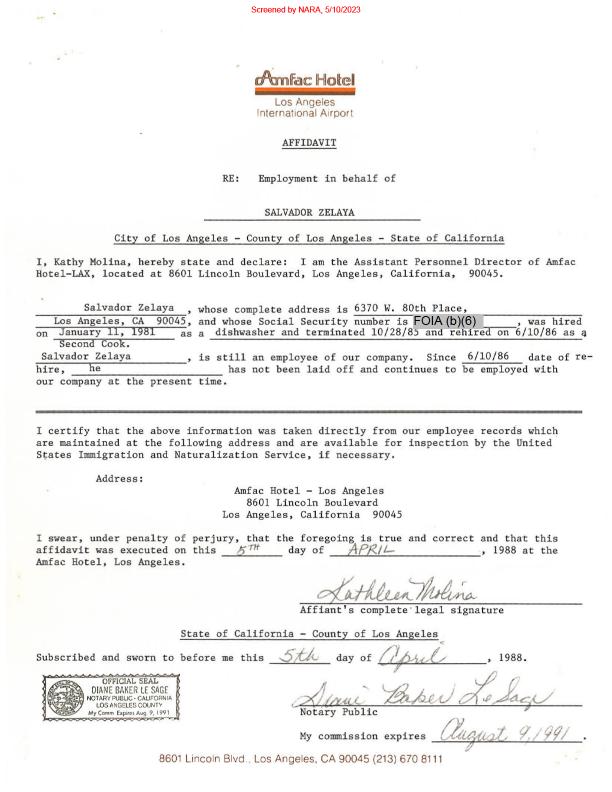 Screened by NARA, 5/10/2023
Amfac Hotel
Los Angeles
International Airport
AFFIDAVIT
RE: Employment in behalf of
SALVADOR ZELAYA
City of Los Angeles - County of Los Angeles - State of California
I, Kathy Molina, hereby state and declare: I am the Assistant Personnel Director of Amfac
Hotel-LAX, located at 8601 Lincoln Boulevard, Los Angeles, California, 90045.
Salvador Zelaya , whose complete address is 6370 W. 80th Place,
Los Angeles, CA 90045, and whose Social Security number is FOIA (b)(6) , was hired
on January 11, 1981 as a dishwasher and terminated 10/28/85 and rehired on 6/10/86 as a
Second Cook.
Salvador Zelaya , is still an employee of our company. Since 6/10/86 date of re-
hire, he has not been laid off and continues to be employed with
our company at the present time.
I certify that the above information was taken directly from our employee records which
are maintained at the following address and are available for inspection by the United
States Immigration and Naturalization Service, if necessary.
Address:
Amfac Hotel - Los Angeles
8601 Lincoln Boulevard
Los Angeles, California 90045
I swear, under penalty of perjury, that the foregoing is true and correct and that this
affidavit was executed on this 5TH day of APRIL , 1988 at the
Amfac Hotel, Los Angeles.
Kathleen Molina
Affiant's complete legal signature
State of California - County of Los Angeles
Subscribed and sworn to before me this 5th day of April , 1988.
OFFICIAL SEAL
DIANE BAKER LE SAGE
NOTARY PUBLIC - CALIFORNIA
LOS ANGELES COUNTY
My Comm. Expires Aug. 9, 1991
Diane Baker Le Sage
Notary Public
My commission expires August 9, 1991 .
8601 Lincoln Blvd., Los Angeles, CA 90045 (213) 670 8111